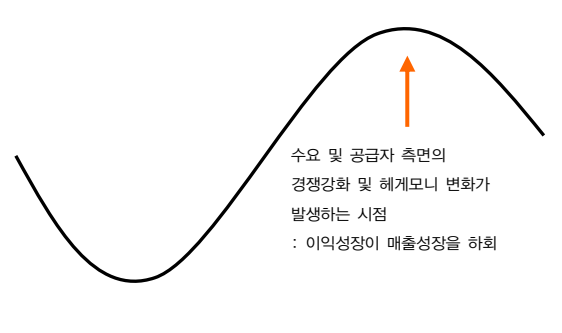 수요 및 공급자 측면의
경쟁강화 및 헤게모니 변화가
발생하는 시점
: 이익성장이 매출성장을 하회